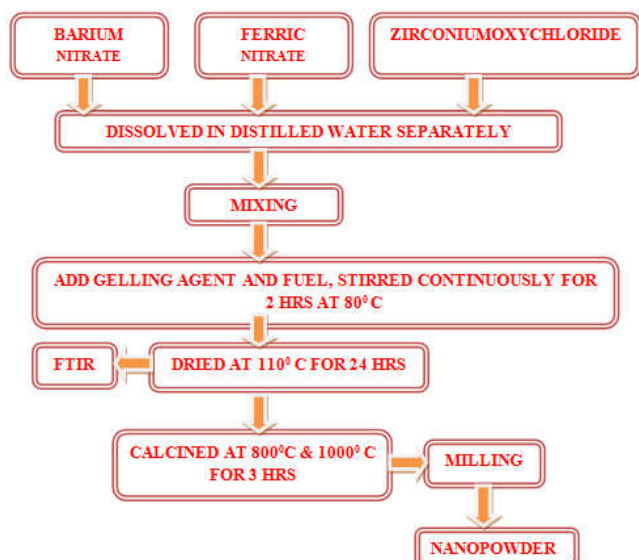 BARIUM
NITRATE
FERRIC
NITRATE
ZIRCONIUMOXYCHLORIDE
DISSOLVED IN DISTILLED WATER SEPARATELY
MIXING
ADD GELLING AGENT AND FUEL, STIRRED CONTINUOUSLY FOR
2 HRS AT 80⁰ C
FTIR
DRIED AT 110⁰ C FOR 24 HRS
CALCINED AT 800⁰C & 1000⁰ C
FOR 3 HRS
MILLING
NANOPOWDER